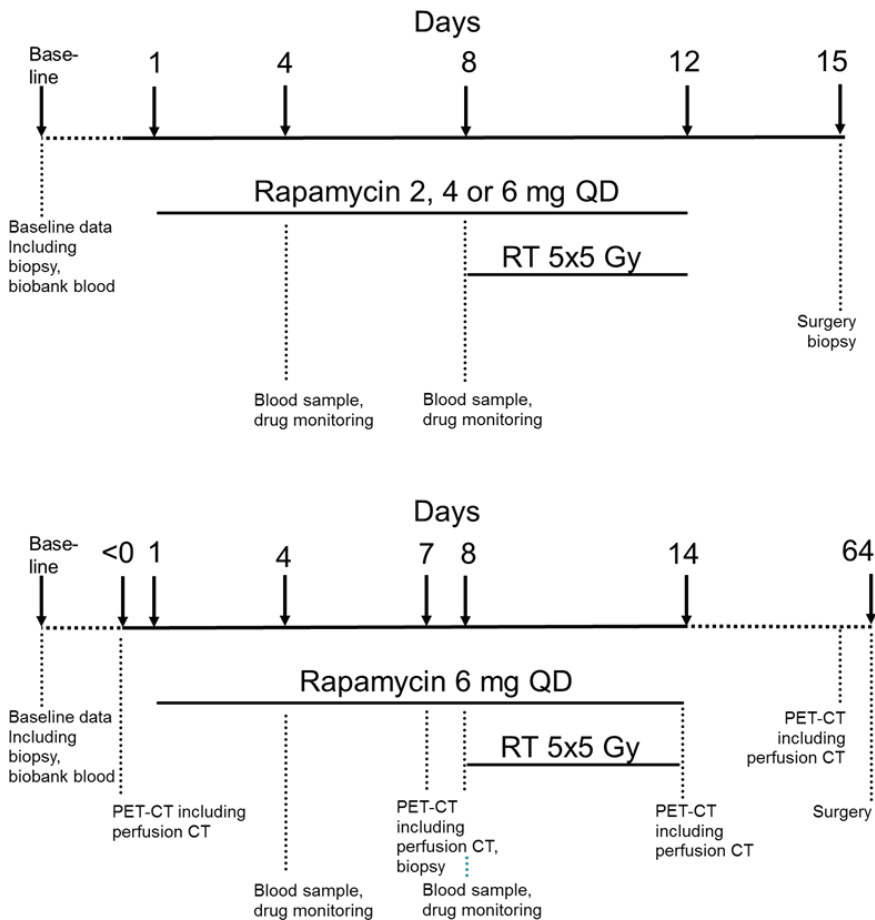 Days
Base-
line
1
4
8
12
15
Rapamycin 2, 4 or 6 mg QD
Baseline data
Including
biopsy,
biobank blood
RT 5x5 Gy
Surgery
biopsy
Blood sample,
drug monitoring
Blood sample,
drug monitoring
Days
Base-
line
<0
1
4
7
8
14
64
Rapamycin 6 mg QD
Baseline data
Including
biopsy,
biobank blood
RT 5x5 Gy
PET-CT
including
perfusion CT
PET-CT including
perfusion CT
PET-CT
including
perfusion CT,
biopsy
PET-CT
including
perfusion CT
Surgery
Blood sample,
drug monitoring
Blood sample,
drug monitoring